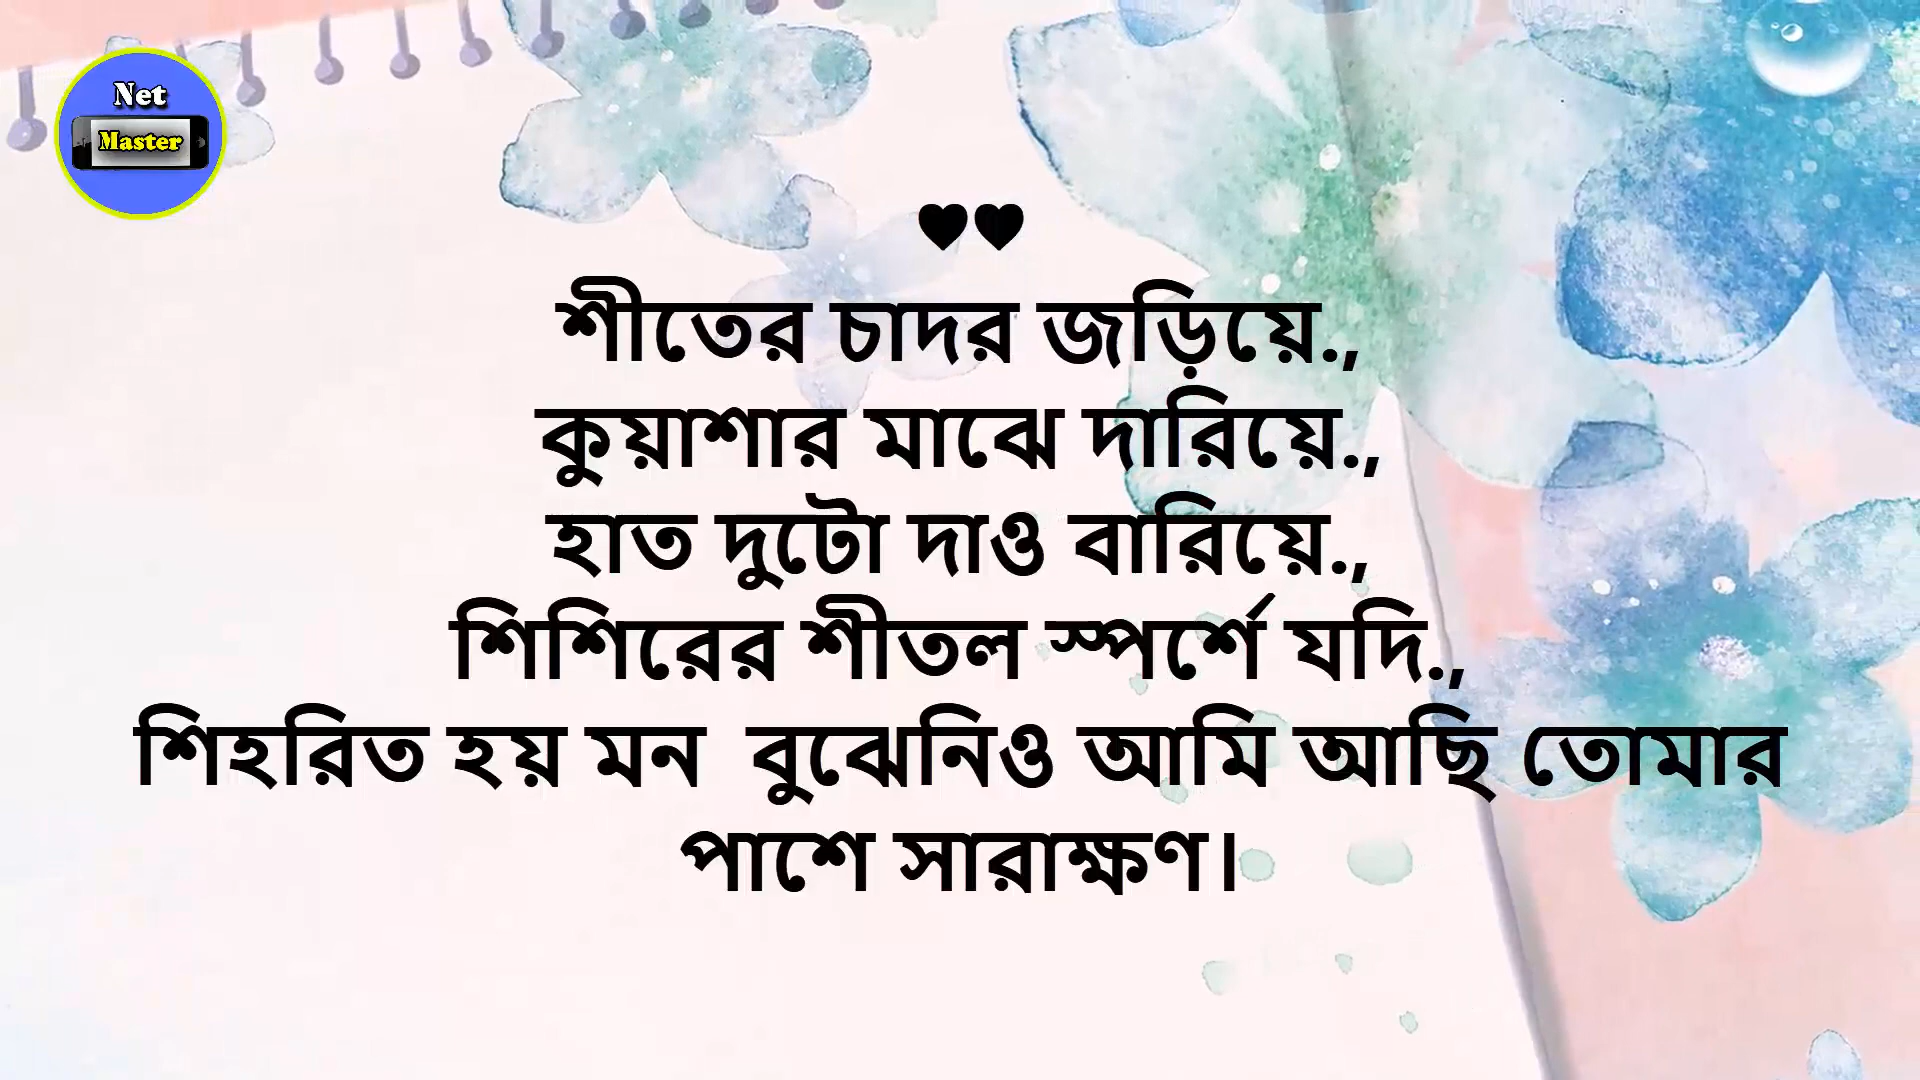 Net
Master
♥♥
শীতের চাদর জড়িয়ে.,
কুয়াশার মাঝে দারিয়ে.,
হাত দুটো দাও বারিয়ে.,
শিশিরের শীতল স্পর্শে যদি.,
শিহরিত হয় মন  বুঝেনিও আমি আছি তোমার
পাশে সারাক্ষণ।